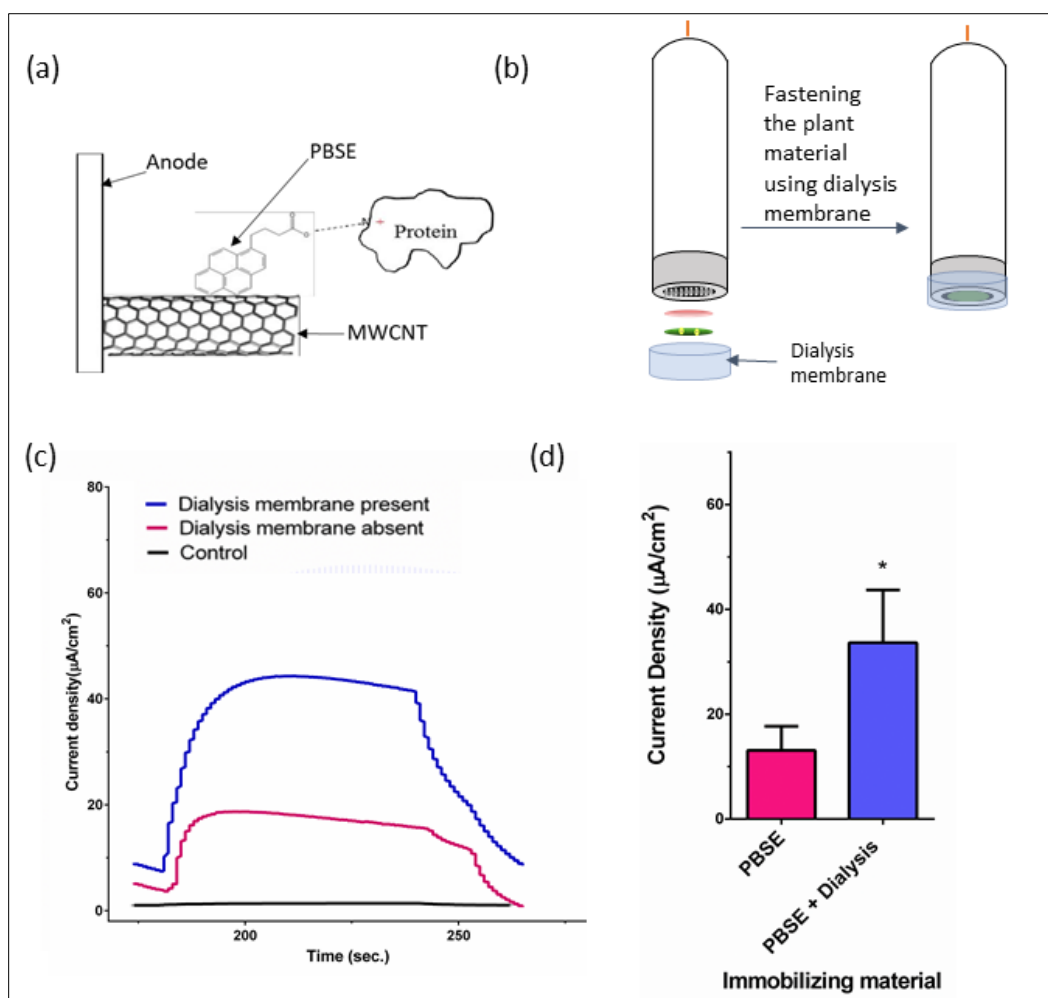 (a)
Anode
PBSE
N +
Protein
MWCNT
(b)
Fastening
the plant
material
using dialysis
membrane
Dialysis
membrane
(c)
80
60
40
20
0
Current density(μA/cm²)
Dialysis membrane present
Dialysis membrane absent
Control
200
250
Time (sec.)
(d)
60
40
20
0
Current Density (μA/cm²)
*
PBSE
PBSE + Dialysis
Immobilizing material